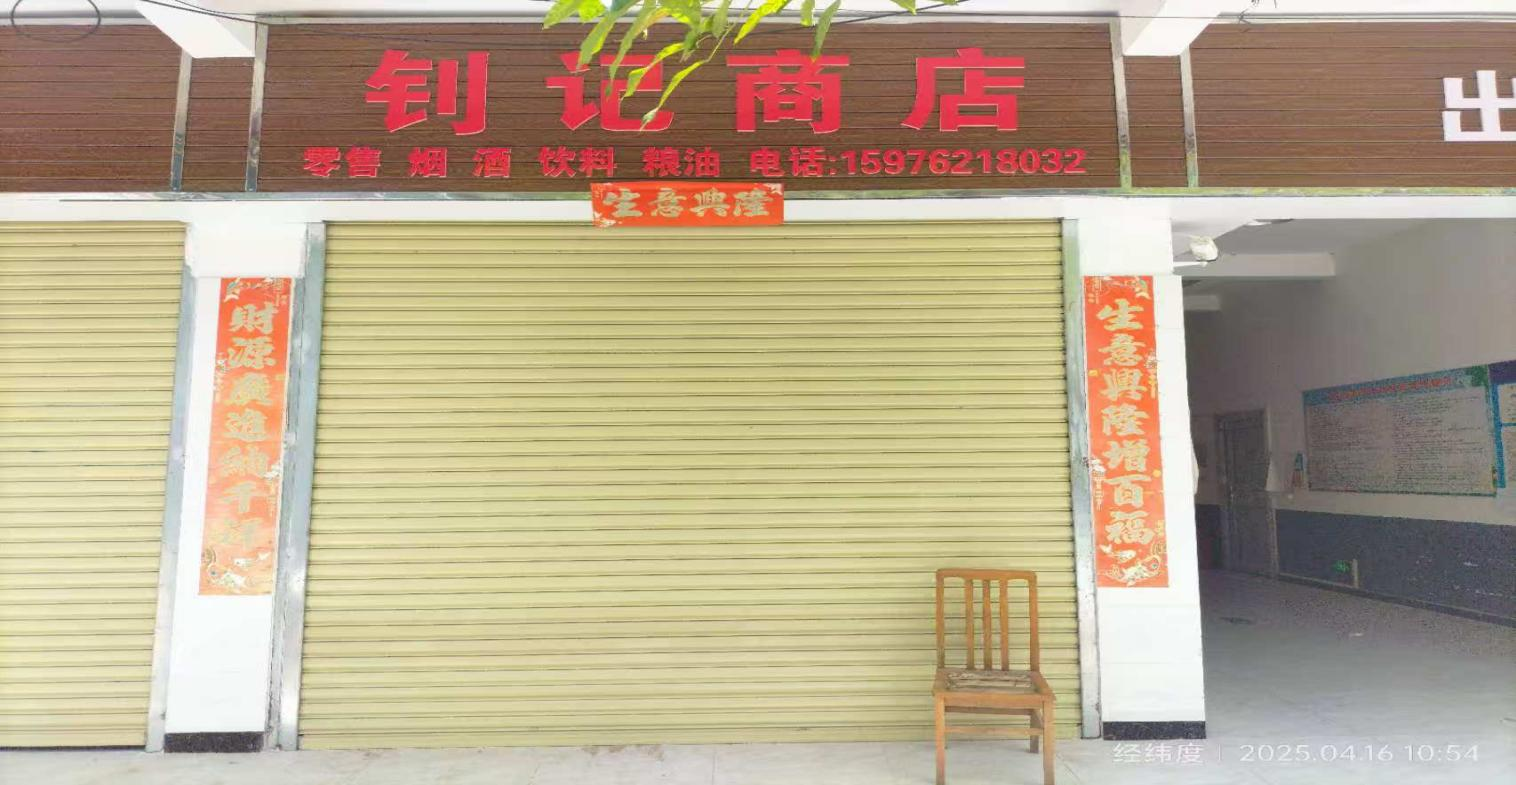 钊记商店
出
零售 烟 酒 饮料 粮油 电话:15976218032
生意興隆
財源廣進納千祥
生意興隆增百福
经纬度 | 2025.04.16 10:54